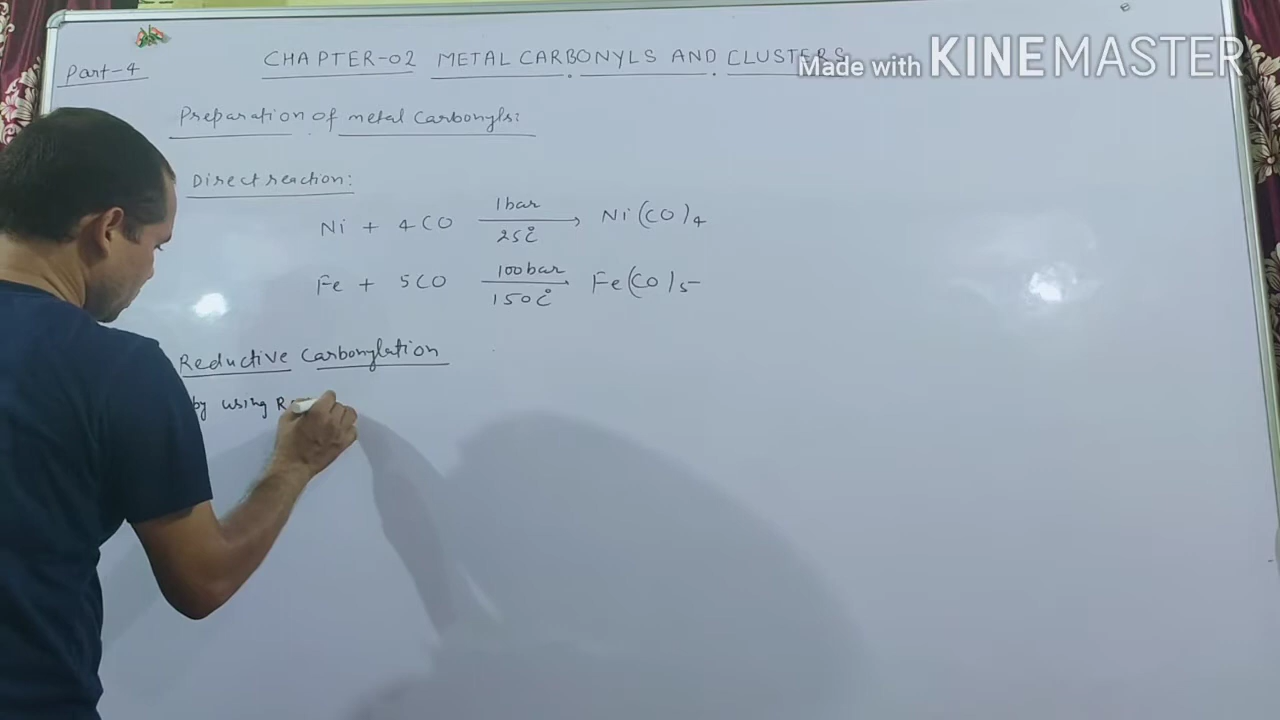 Part-4
CHAPTER-02 METAL CARBONYLS AND CLUSTERS
Made with KINEMASTER
Preparation of metal carbonyls:
Direct reaction:
Ni + 4CO 1bar 25°C → Ni(CO)4
Fe + 5CO 100bar 150°C → Fe(CO)5
Reductive Carbonylation
by using